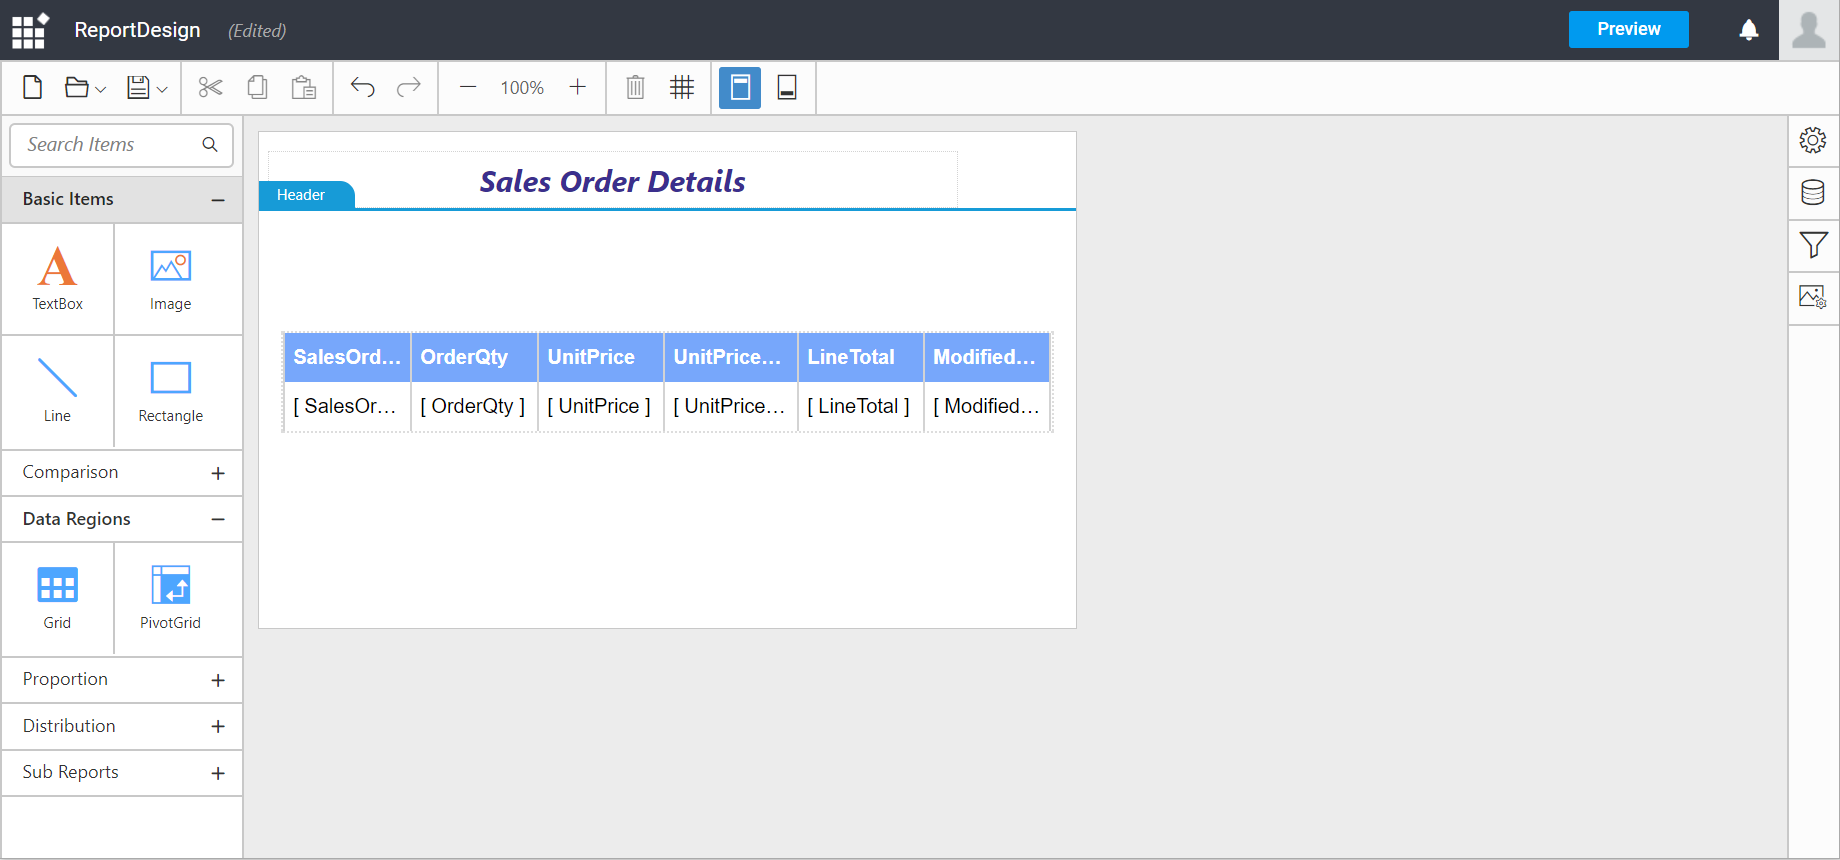 ReportDesign (Edited) Preview
100%
Search Items
Basic Items
TextBox Image
Line Rectangle
Comparison
Data Regions
Grid PivotGrid
Proportion
Distribution
Sub Reports
Sales Order Details
Header
SalesOrd... OrderQty UnitPrice UnitPrice... LineTotal Modified...
[ SalesOr... [ OrderQty ] [ UnitPrice ] [ UnitPrice... [ LineTotal ] [ Modified...